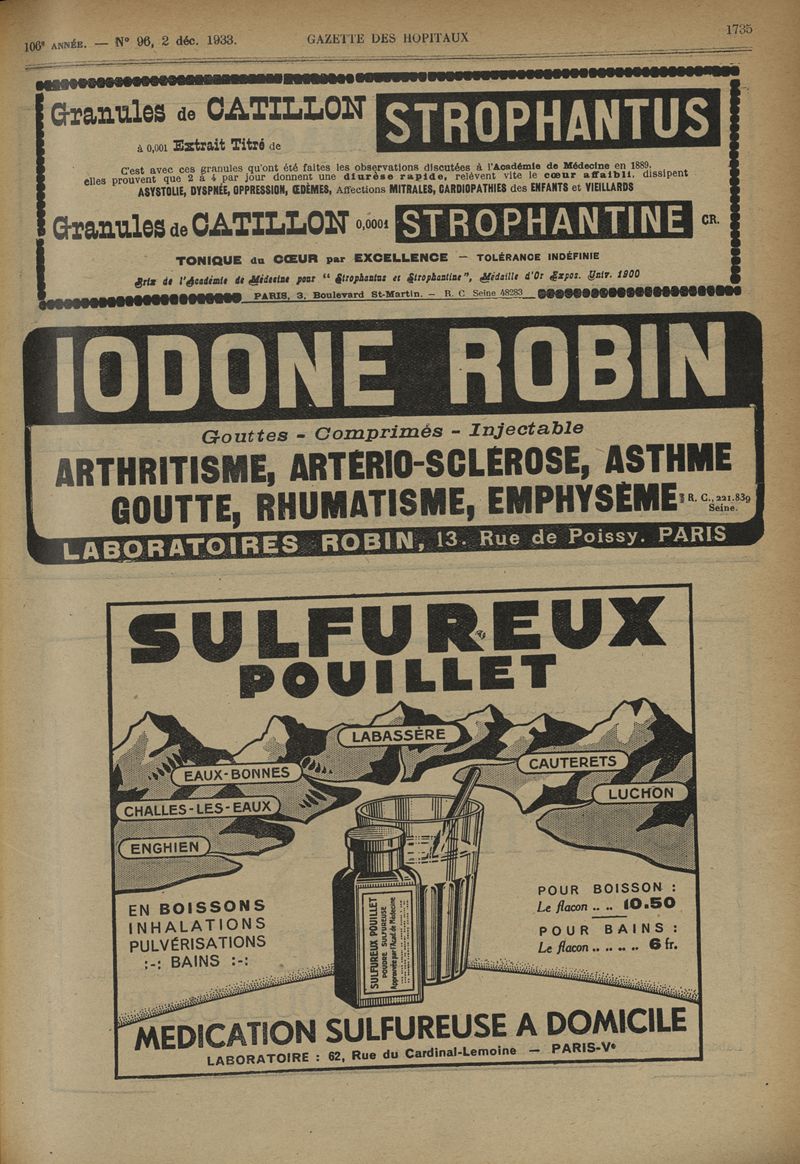 106e ANNÉE. — N° 96, 2 déc. 1933.
GAZETTE DES HOPITAUX
1735
Granules de CATILLON STROPHANTUS
à 0,001 Extrait Titré de
C'est avec ces granules qu'ont été faites les observations discutées à l'Académie de Médecine en 1889,
elles prouvent que 2 à 4 par jour donnent une diurèse rapide, relèvent vite le cœur affaibli, dissipent
ASYSTOLIE, DYSPNÉE, OPPRESSION, ŒDÈMES, Affections MITRALES, CARDIOPATHIES des ENFANTS et VIEILLARDS
Granules de CATILLON 0,0001 STROPHANTINE CR.
TONIQUE du CŒUR par EXCELLENCE — TOLÉRANCE INDÉFINIE
Prix de l'Académie de Médecine pour "Strophantus et Strophantine", Médaille d'Or Expos. Univ. 1900
PARIS, 3, Boulevard St-Martin. — R. C. Seine 48283
IODONE ROBIN
Gouttes - Comprimés - Injectable
ARTHRITISME, ARTÉRIO-SCLÉROSE, ASTHME
GOUTTE, RHUMATISME, EMPHYSÈME R. C., 221.839
Seine.
LABORATOIRES ROBIN, 13. Rue de Poissy. PARIS
SULFUREUX
POUILLET
LABASSÈRE
EAUX-BONNES
CAUTERETS
CHALLES-LES-EAUX
LUCHON
ENGHIEN
SULFUREUX POUILLET
POUDRE SULFUREUSE
Approuvée par l'Acad. de Médecine
EN BOISSONS
INHALATIONS
PULVÉRISATIONS
:-: BAINS :-:
POUR BOISSON :
Le flacon .. .. 10.50
POUR BAINS :
Le flacon .. .. .. .. 6 fr.
MEDICATION SULFUREUSE A DOMICILE
LABORATOIRE : 62, Rue du Cardinal-Lemoine — PARIS-Ve